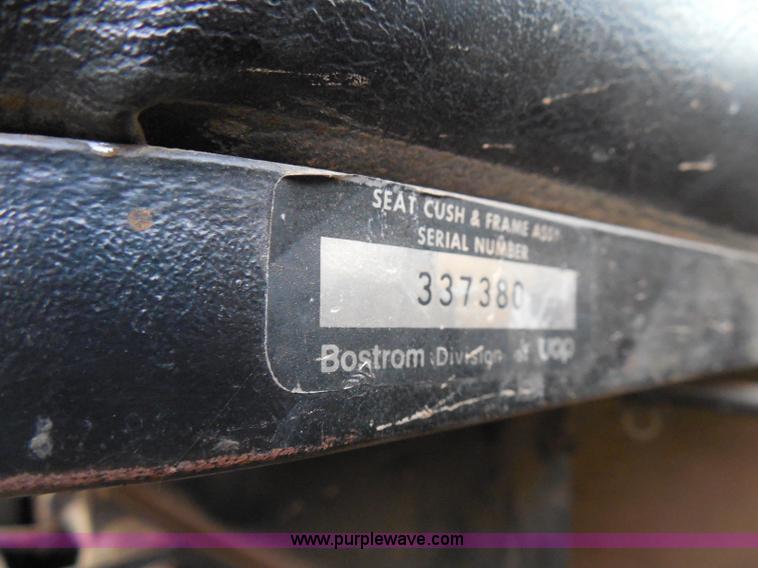 SEAT CUSH & FRAME ASSY
SERIAL NUMBER
337380
Bostrom Division of uop
www.purplewave.com